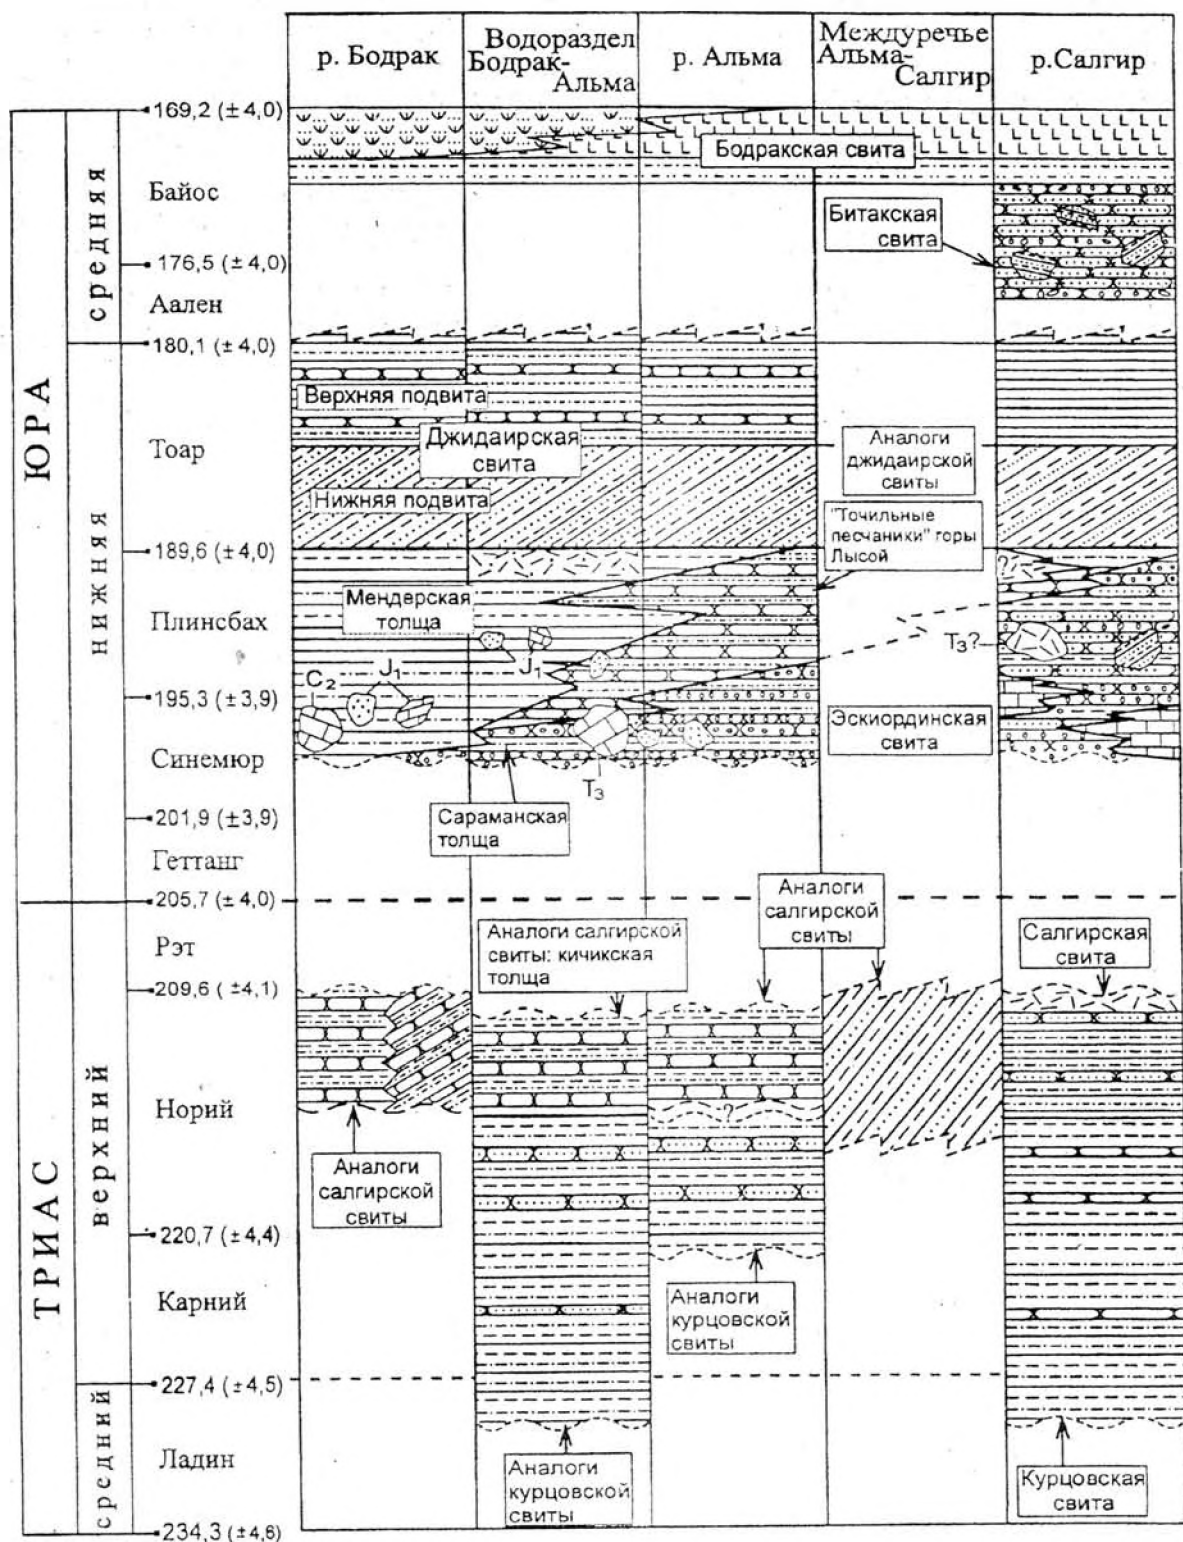 р. Бодрак
Водораздел
Бодрак-
Альма
р. Альма
Междуречье
Альма-
Салгир
р.Салгир
ЮРА
средняя
нижняя
ТРИАС
верхний
средний
169,2 (±4,0)
Байос
176,5 (±4,0)
Аален
180,1 (±4,0)
Тоар
189,6 (±4,0)
Плинсбах
195,3 (±3,9)
Синемюр
201,9 (±3,9)
Геттанг
205,7 (±4,0)
Рэт
209,6 (±4,1)
Норий
220,7 (±4,4)
Карний
227,4 (±4,5)
Ладин
234,3 (±4,6)
Бодракская свита
Битакская
свита
Верхняя подвита
Джидаирская
свита
Нижняя подвита
Аналоги
джидаирской
свиты
"Точильные
песчаники" горы
Лысой
Мендерская
толща
?
J1
J1
C2
T3?
T3
Эскиординская
свита
Сараманская
толща
Аналоги
салгирской
свиты
Аналоги салгирской
свиты: кичикская
толща
Салгирская
свита
?
Аналоги
салгирской
свиты
Аналоги
курцовской
свиты
Аналоги
курцовской
свиты
Курцовская
свита